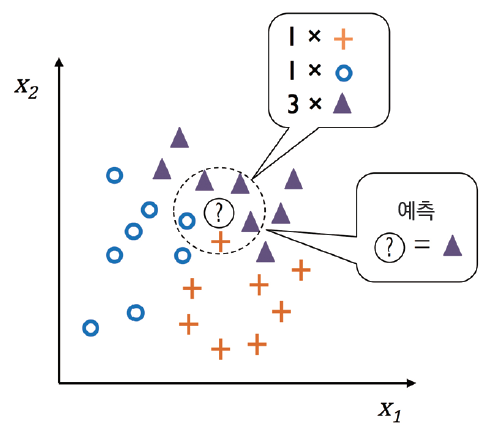 1 ×
1 ×
3 ×
x₂
?
예측
? =
x₁